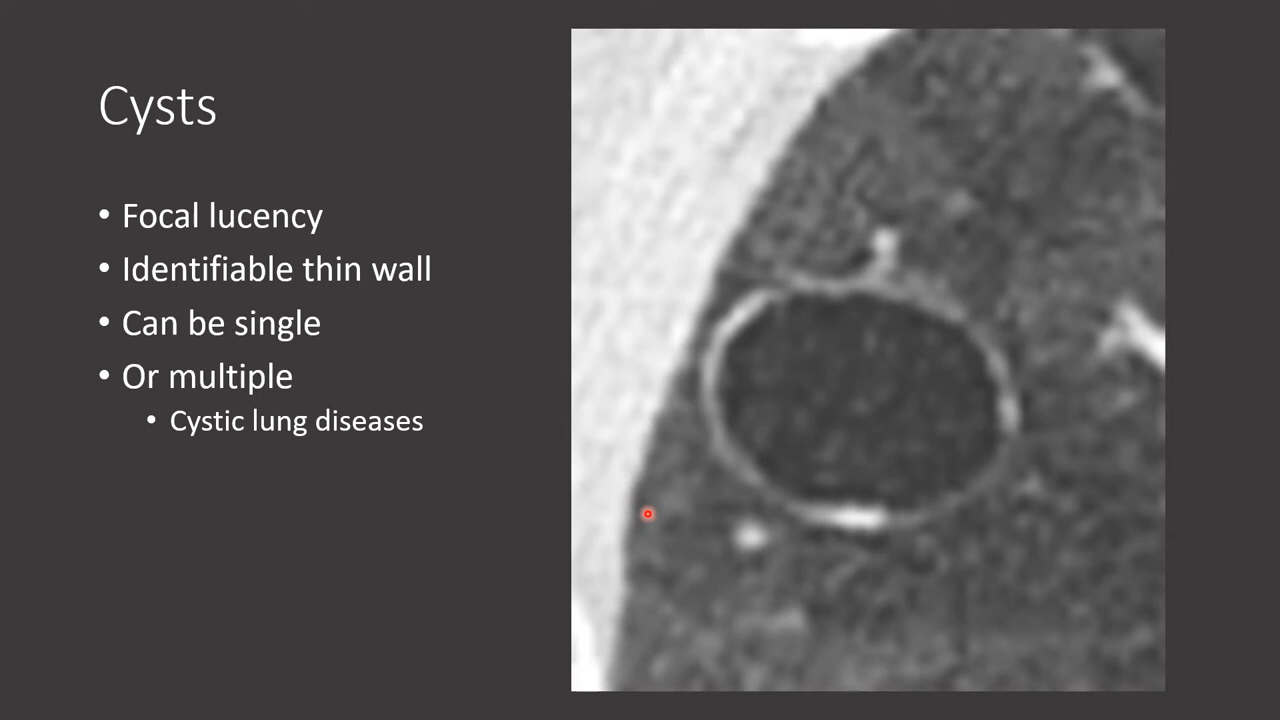 Cysts
• Focal lucency
• Identifiable thin wall
• Can be single
• Or multiple
• Cystic lung diseases